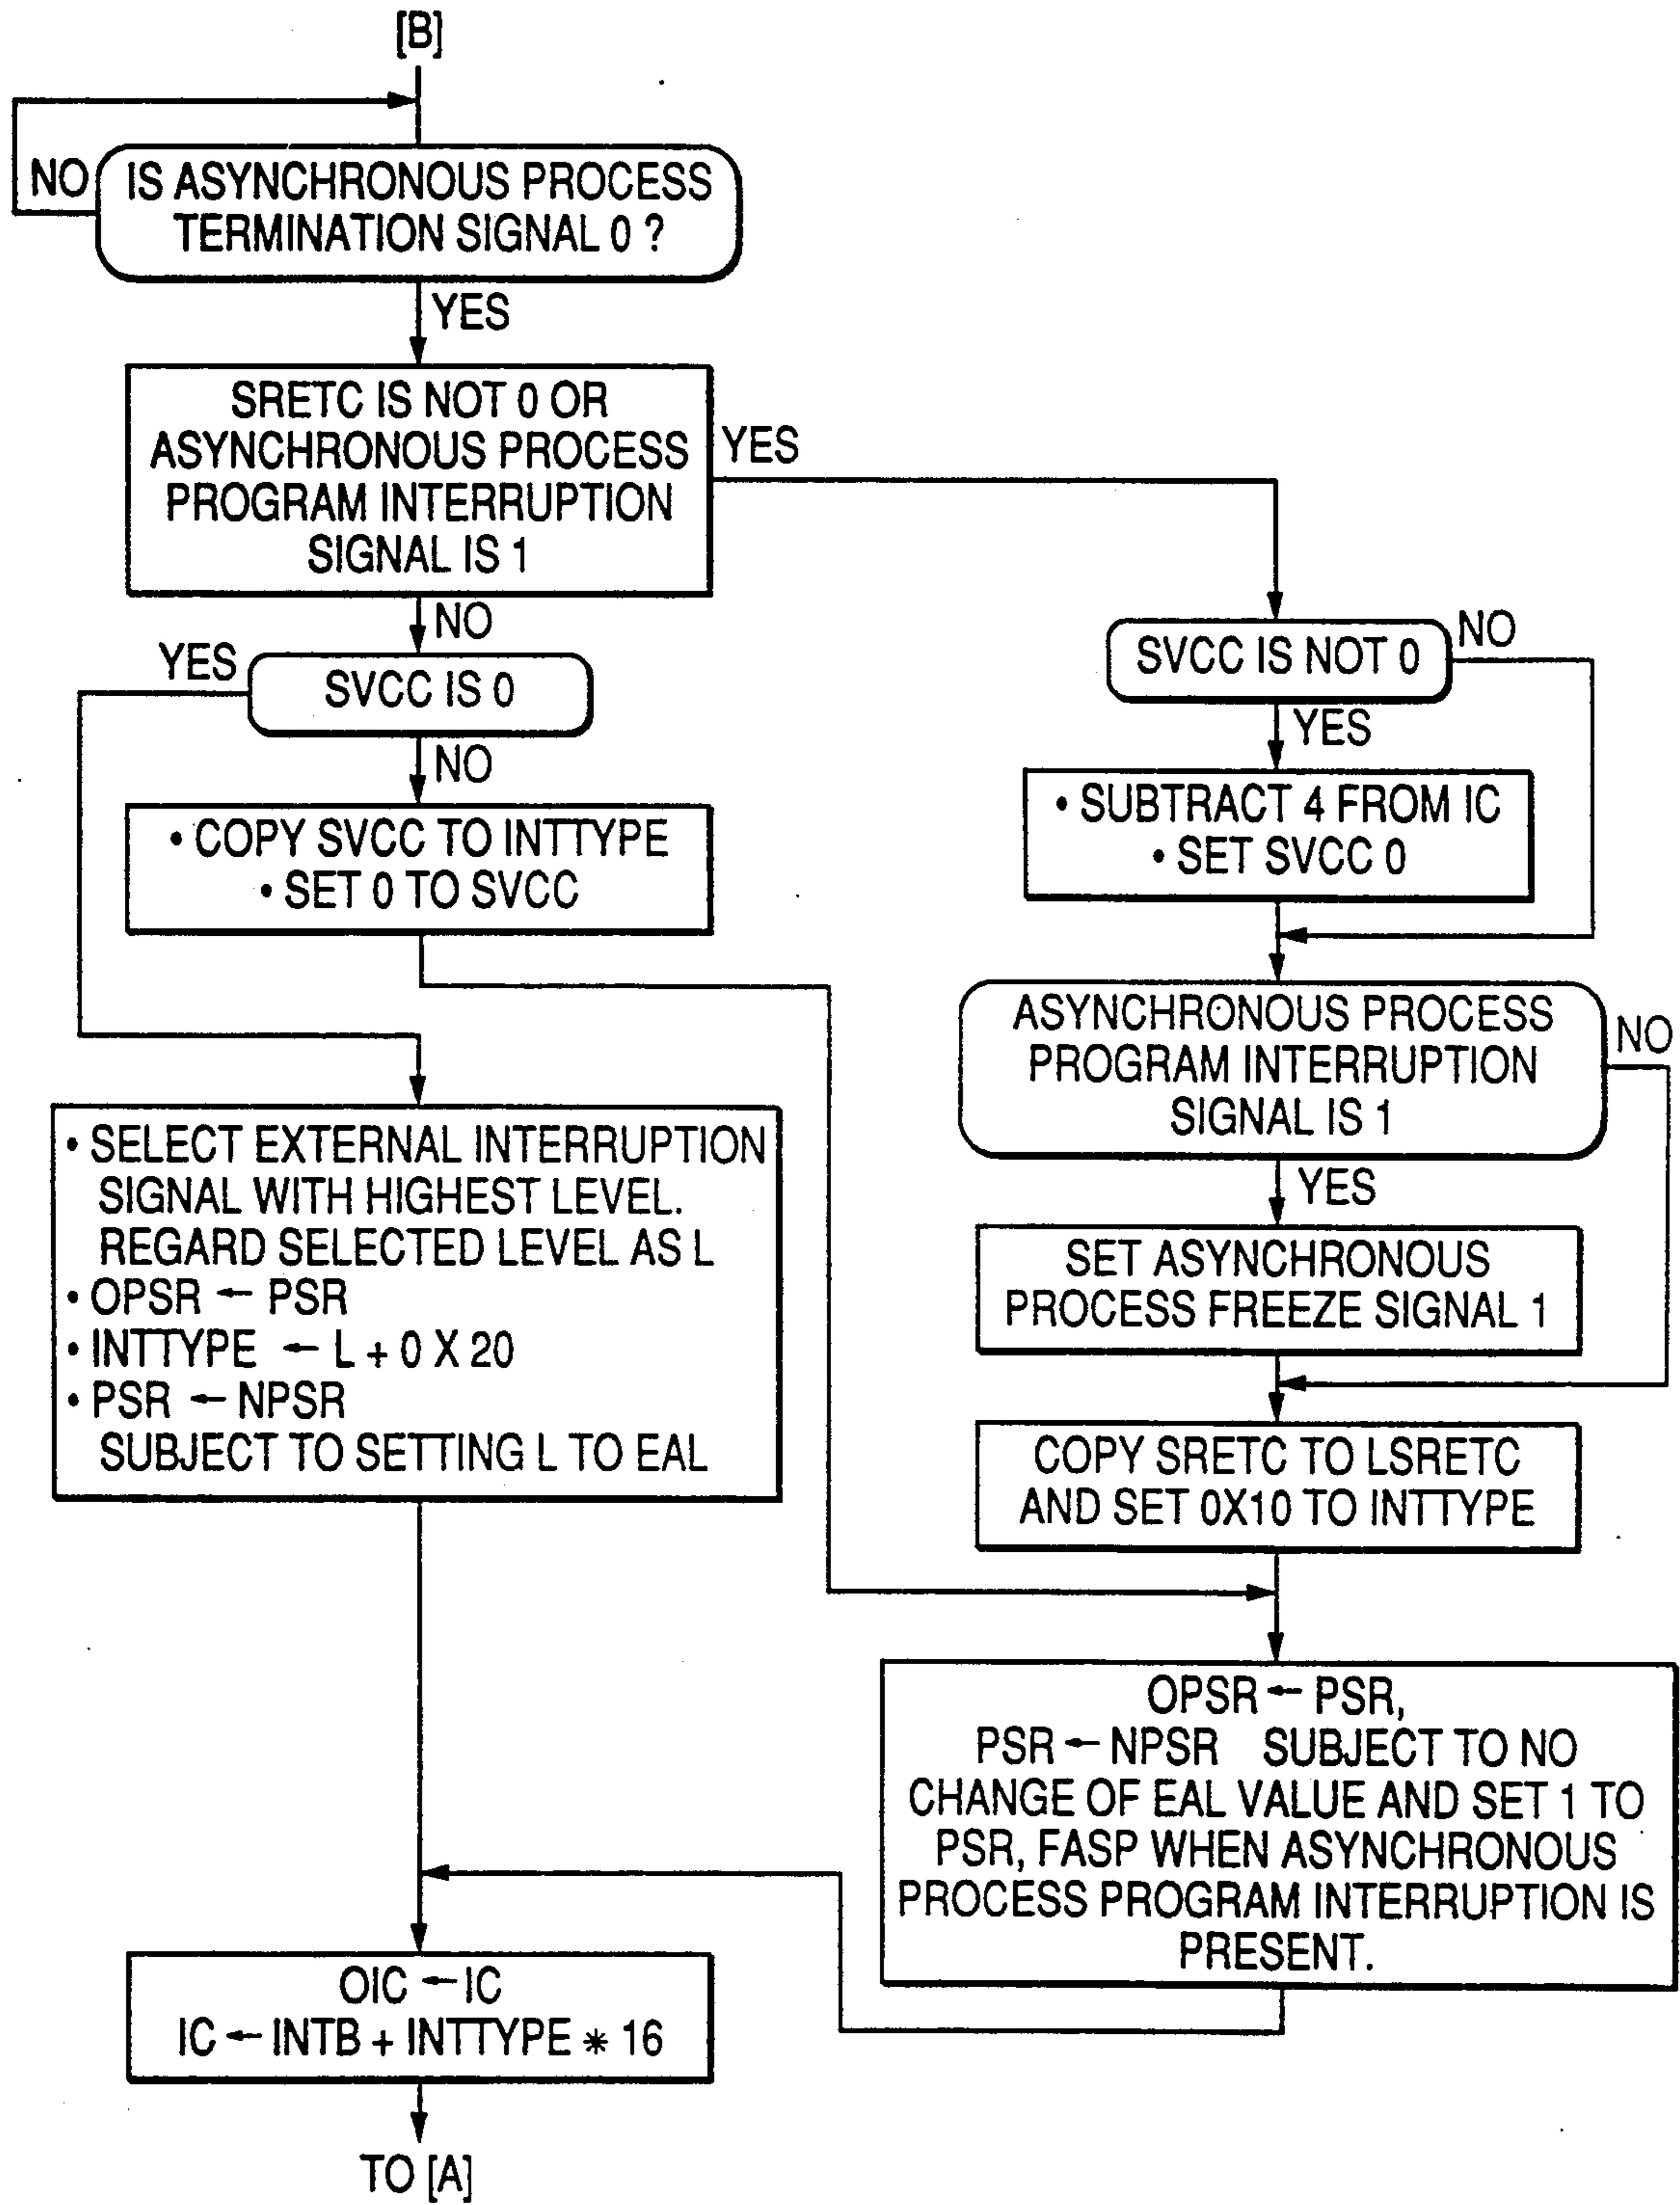 [B]
NO
IS ASYNCHRONOUS PROCESS
TERMINATION SIGNAL 0 ?
YES
SRETC IS NOT 0 OR
ASYNCHRONOUS PROCESS
PROGRAM INTERRUPTION
SIGNAL IS 1
YES
NO
YES
SVCC IS 0
NO
• COPY SVCC TO INTTYPE
• SET 0 TO SVCC
SVCC IS NOT 0
NO
YES
• SUBTRACT 4 FROM IC
• SET SVCC 0
ASYNCHRONOUS PROCESS
PROGRAM INTERRUPTION
SIGNAL IS 1
NO
YES
SET ASYNCHRONOUS
PROCESS FREEZE SIGNAL 1
COPY SRETC TO LSRETC
AND SET 0X10 TO INTTYPE
• SELECT EXTERNAL INTERRUPTION
SIGNAL WITH HIGHEST LEVEL.
REGARD SELECTED LEVEL AS L
• OPSR ← PSR
• INTTYPE ← L + 0 X 20
• PSR ← NPSR
SUBJECT TO SETTING L TO EAL
OPSR ← PSR,
PSR ← NPSR SUBJECT TO NO
CHANGE OF EAL VALUE AND SET 1 TO
PSR, FASP WHEN ASYNCHRONOUS
PROCESS PROGRAM INTERRUPTION IS
PRESENT.
OIC ← IC
IC ← INTB + INTTYPE * 16
TO [A]